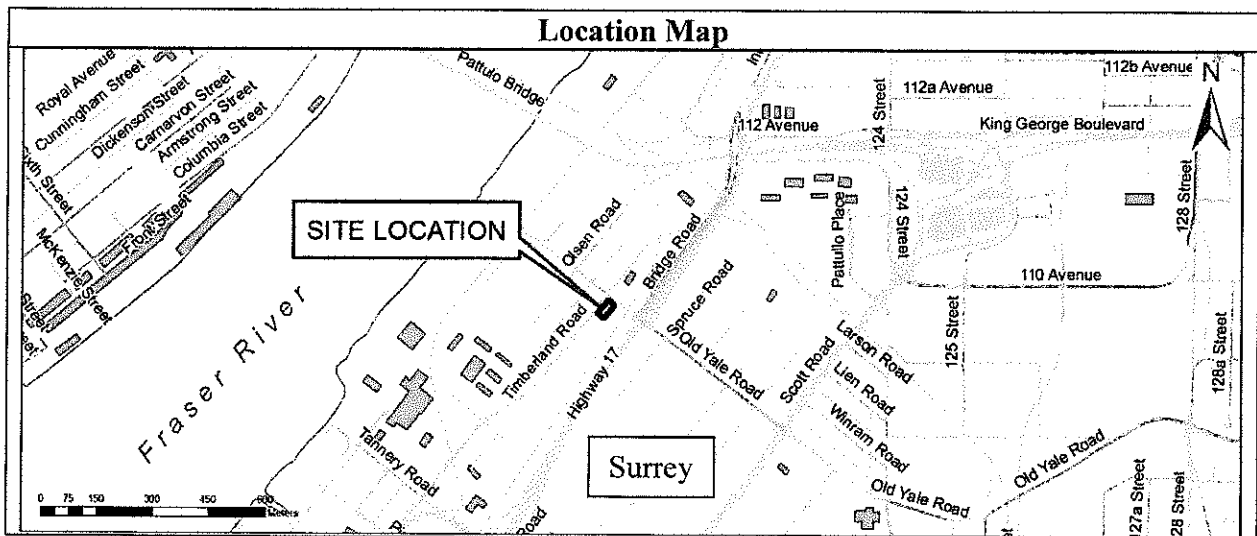 Location Map
Royal Avenue
Cunningham Street
Dickenson Street
Carnarvon Street
Armstrong Street
Columbia Street
Front Street
McKenzie Street
Pattulo Bridge
112b Avenue
N
112a Avenue
124 Street
112 Avenue
King George Boulevard
128 Street
124 Street
Pattullo Place
SITE LOCATION
Olsen Road
Bridge Road
110 Avenue
Fraser River
Timberland Road
Spruce Road
Old Yale Road
Highway 17
Scott Road
Larson Road
125 Street
Lien Road
Winram Road
128a Street
Tannery Road
Surrey
Old Yale Road
Old Yale Road
127a Street
128 Street
Road
0 75 150 300 450 600
Meters